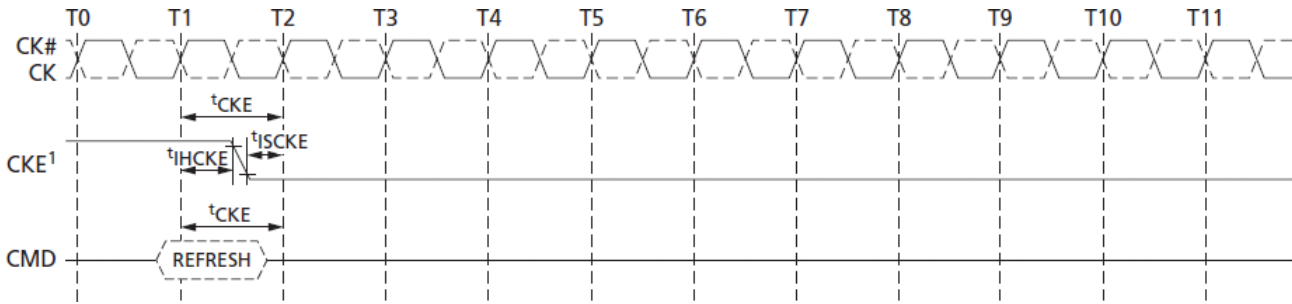 T0 T1 T2 T3 T4 T5 T6 T7 T8 T9 T10 T11
CK#
CK
tCKE
tISCKE
CKE1
tIHCKE
tCKE
CMD
REFRESH